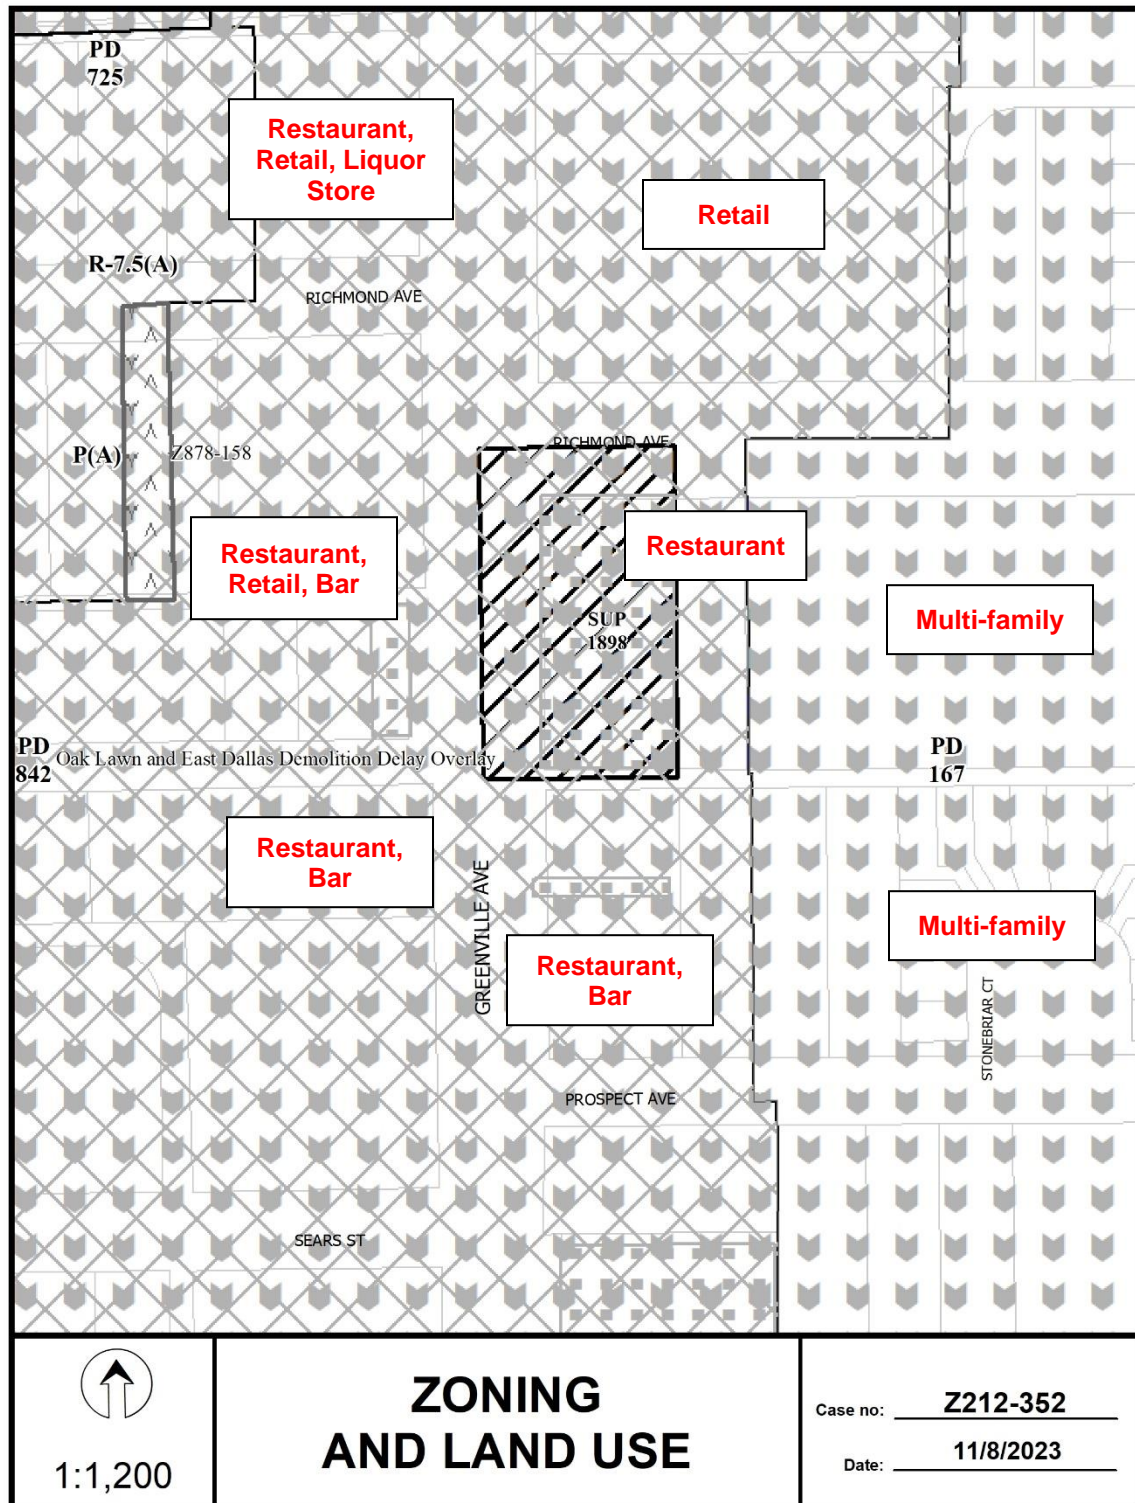 PD
725
Restaurant,
Retail, Liquor
Store
Retail
R-7.5(A)
RICHMOND AVE
RICHMOND AVE
P(A)
Z878-158
Restaurant,
Retail, Bar
Restaurant
SUP
1898
Multi-family
PD
842
Oak Lawn and East Dallas Demolition Delay Overlay
PD
167
Restaurant,
Bar
GREENVILLE AVE
Multi-family
Restaurant,
Bar
STONEBRIAR CT
PROSPECT AVE
SEARS ST
1:1,200
ZONING
AND LAND USE
Case no: Z212-352
Date: 11/8/2023